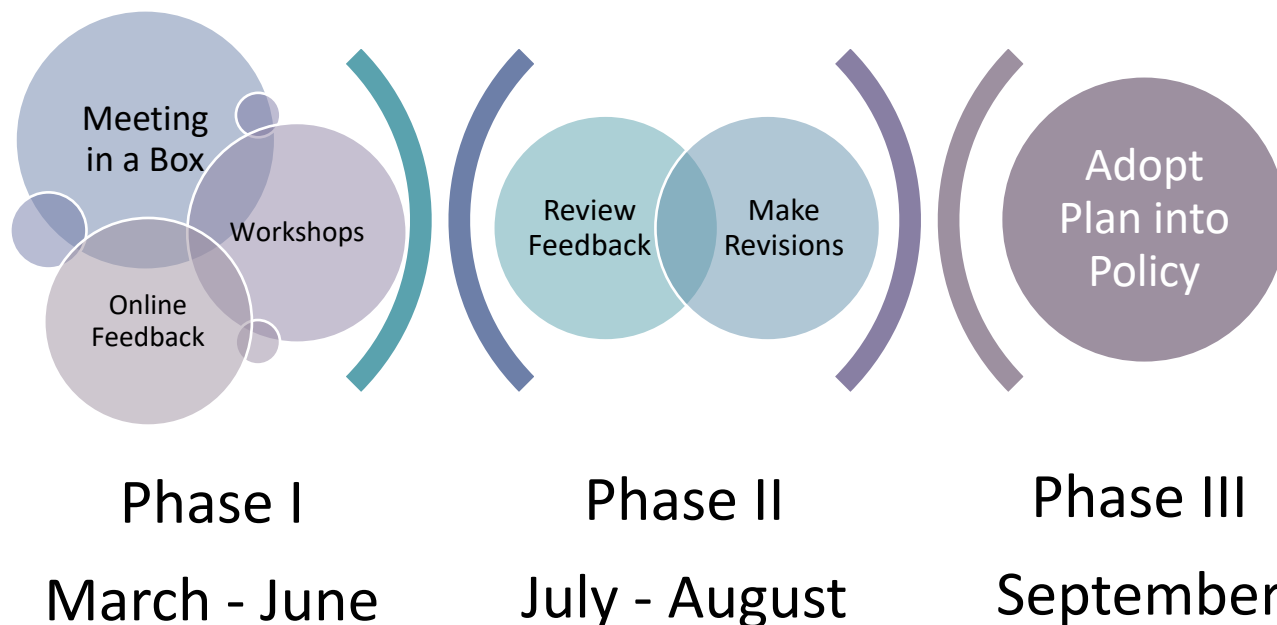 Meeting
in a Box
Workshops
Online
Feedback
Review
Feedback
Make
Revisions
Adopt
Plan into
Policy
Phase I
March - June
Phase II
July - August
Phase III
September